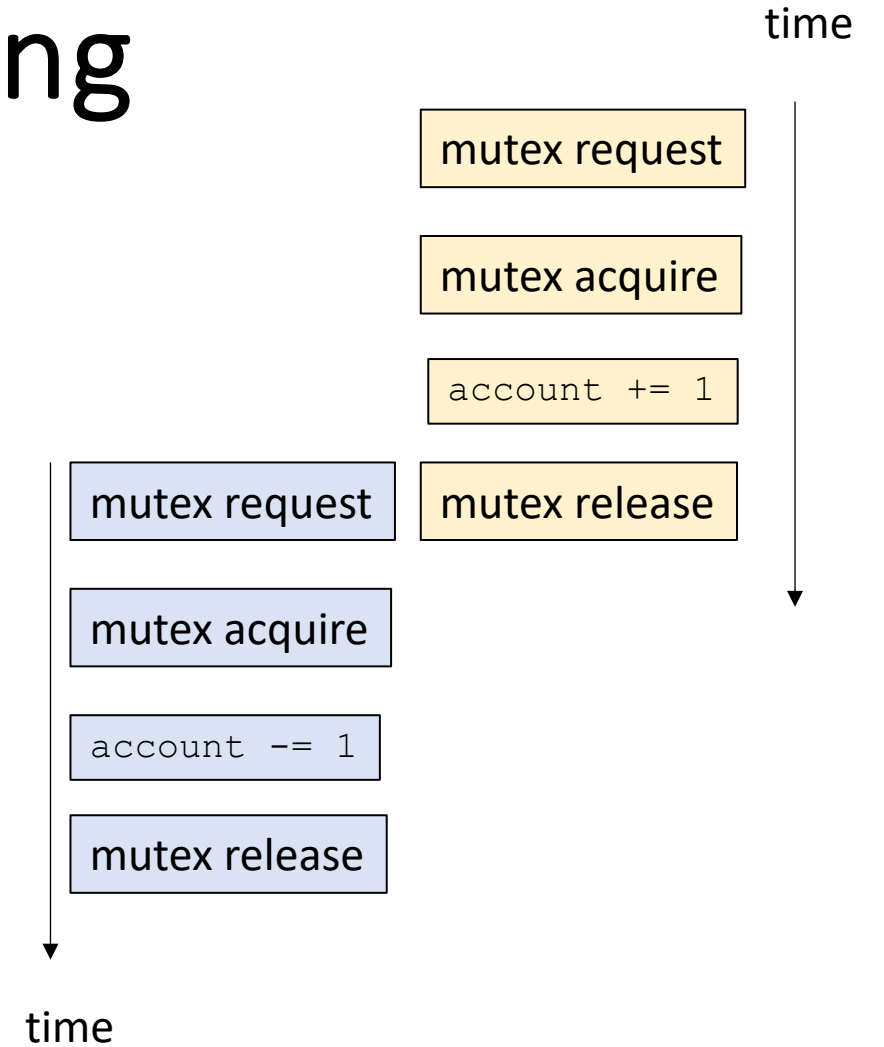 ng
time
mutex request
mutex acquire
account += 1
mutex request
mutex release
mutex acquire
account -= 1
mutex release
time